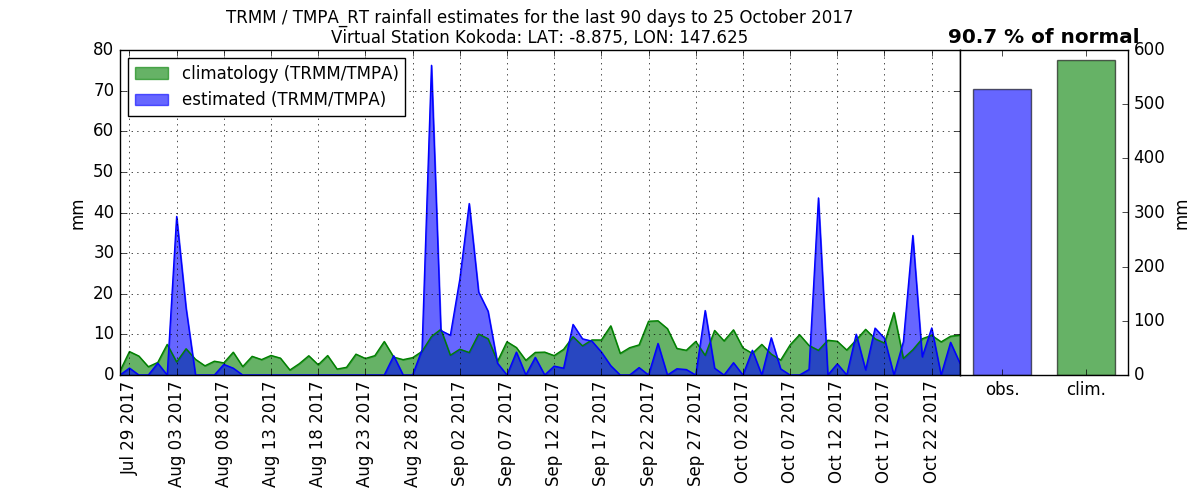 TRMM / TMPA_RT rainfall estimates for the last 90 days to 25 October 2017
Virtual Station Kokoda: LAT: -8.875, LON: 147.625
90.7 % of normal
climatology (TRMM/TMPA)
estimated (TRMM/TMPA)
mm
80
70
60
50
40
30
20
10
0
Jul 29 2017
Aug 03 2017
Aug 08 2017
Aug 13 2017
Aug 18 2017
Aug 23 2017
Aug 28 2017
Sep 02 2017
Sep 07 2017
Sep 12 2017
Sep 17 2017
Sep 22 2017
Sep 27 2017
Oct 02 2017
Oct 07 2017
Oct 12 2017
Oct 17 2017
Oct 22 2017
obs.
clim.
600
500
400
300
200
100
0
mm